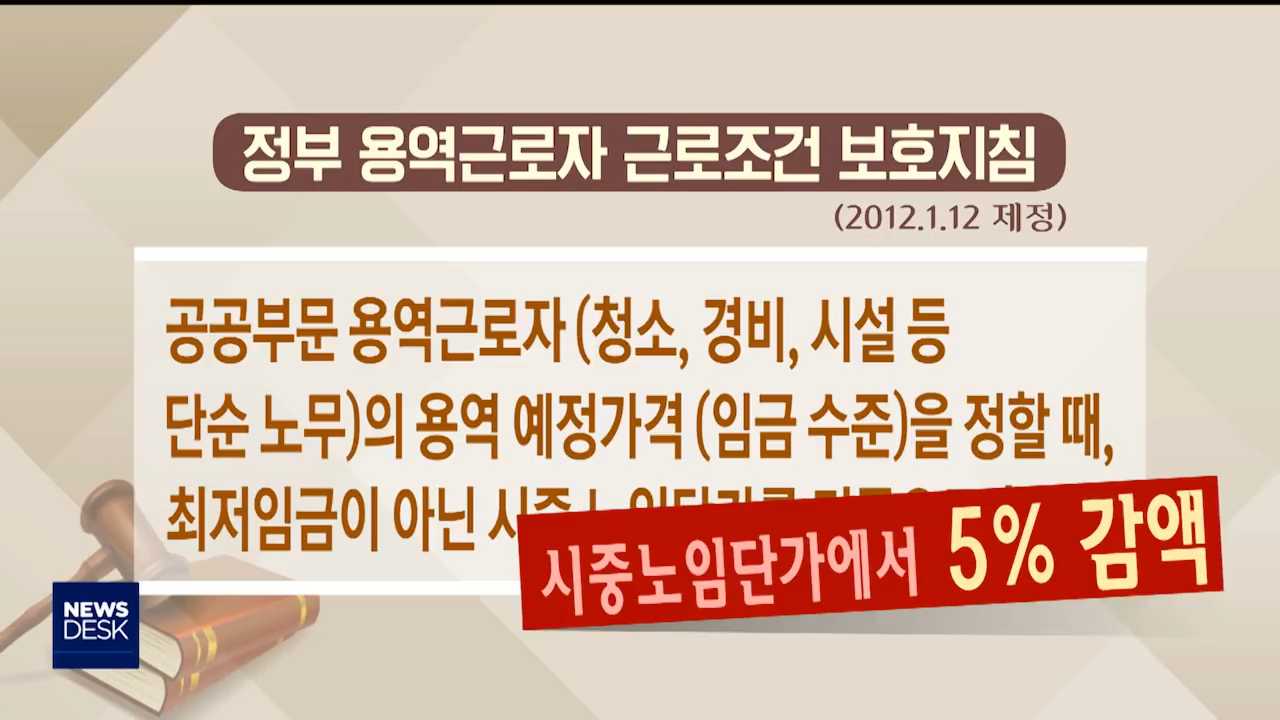 정부 용역근로자 근로조건 보호지침
(2012.1.12 제정)
공공부문 용역근로자 (청소, 경비, 시설 등
단순 노무)의 용역 예정가격 (임금 수준)을 정할 때,
최저임금이 아닌
시중노임단가에서 5% 감액
NEWS
DESK